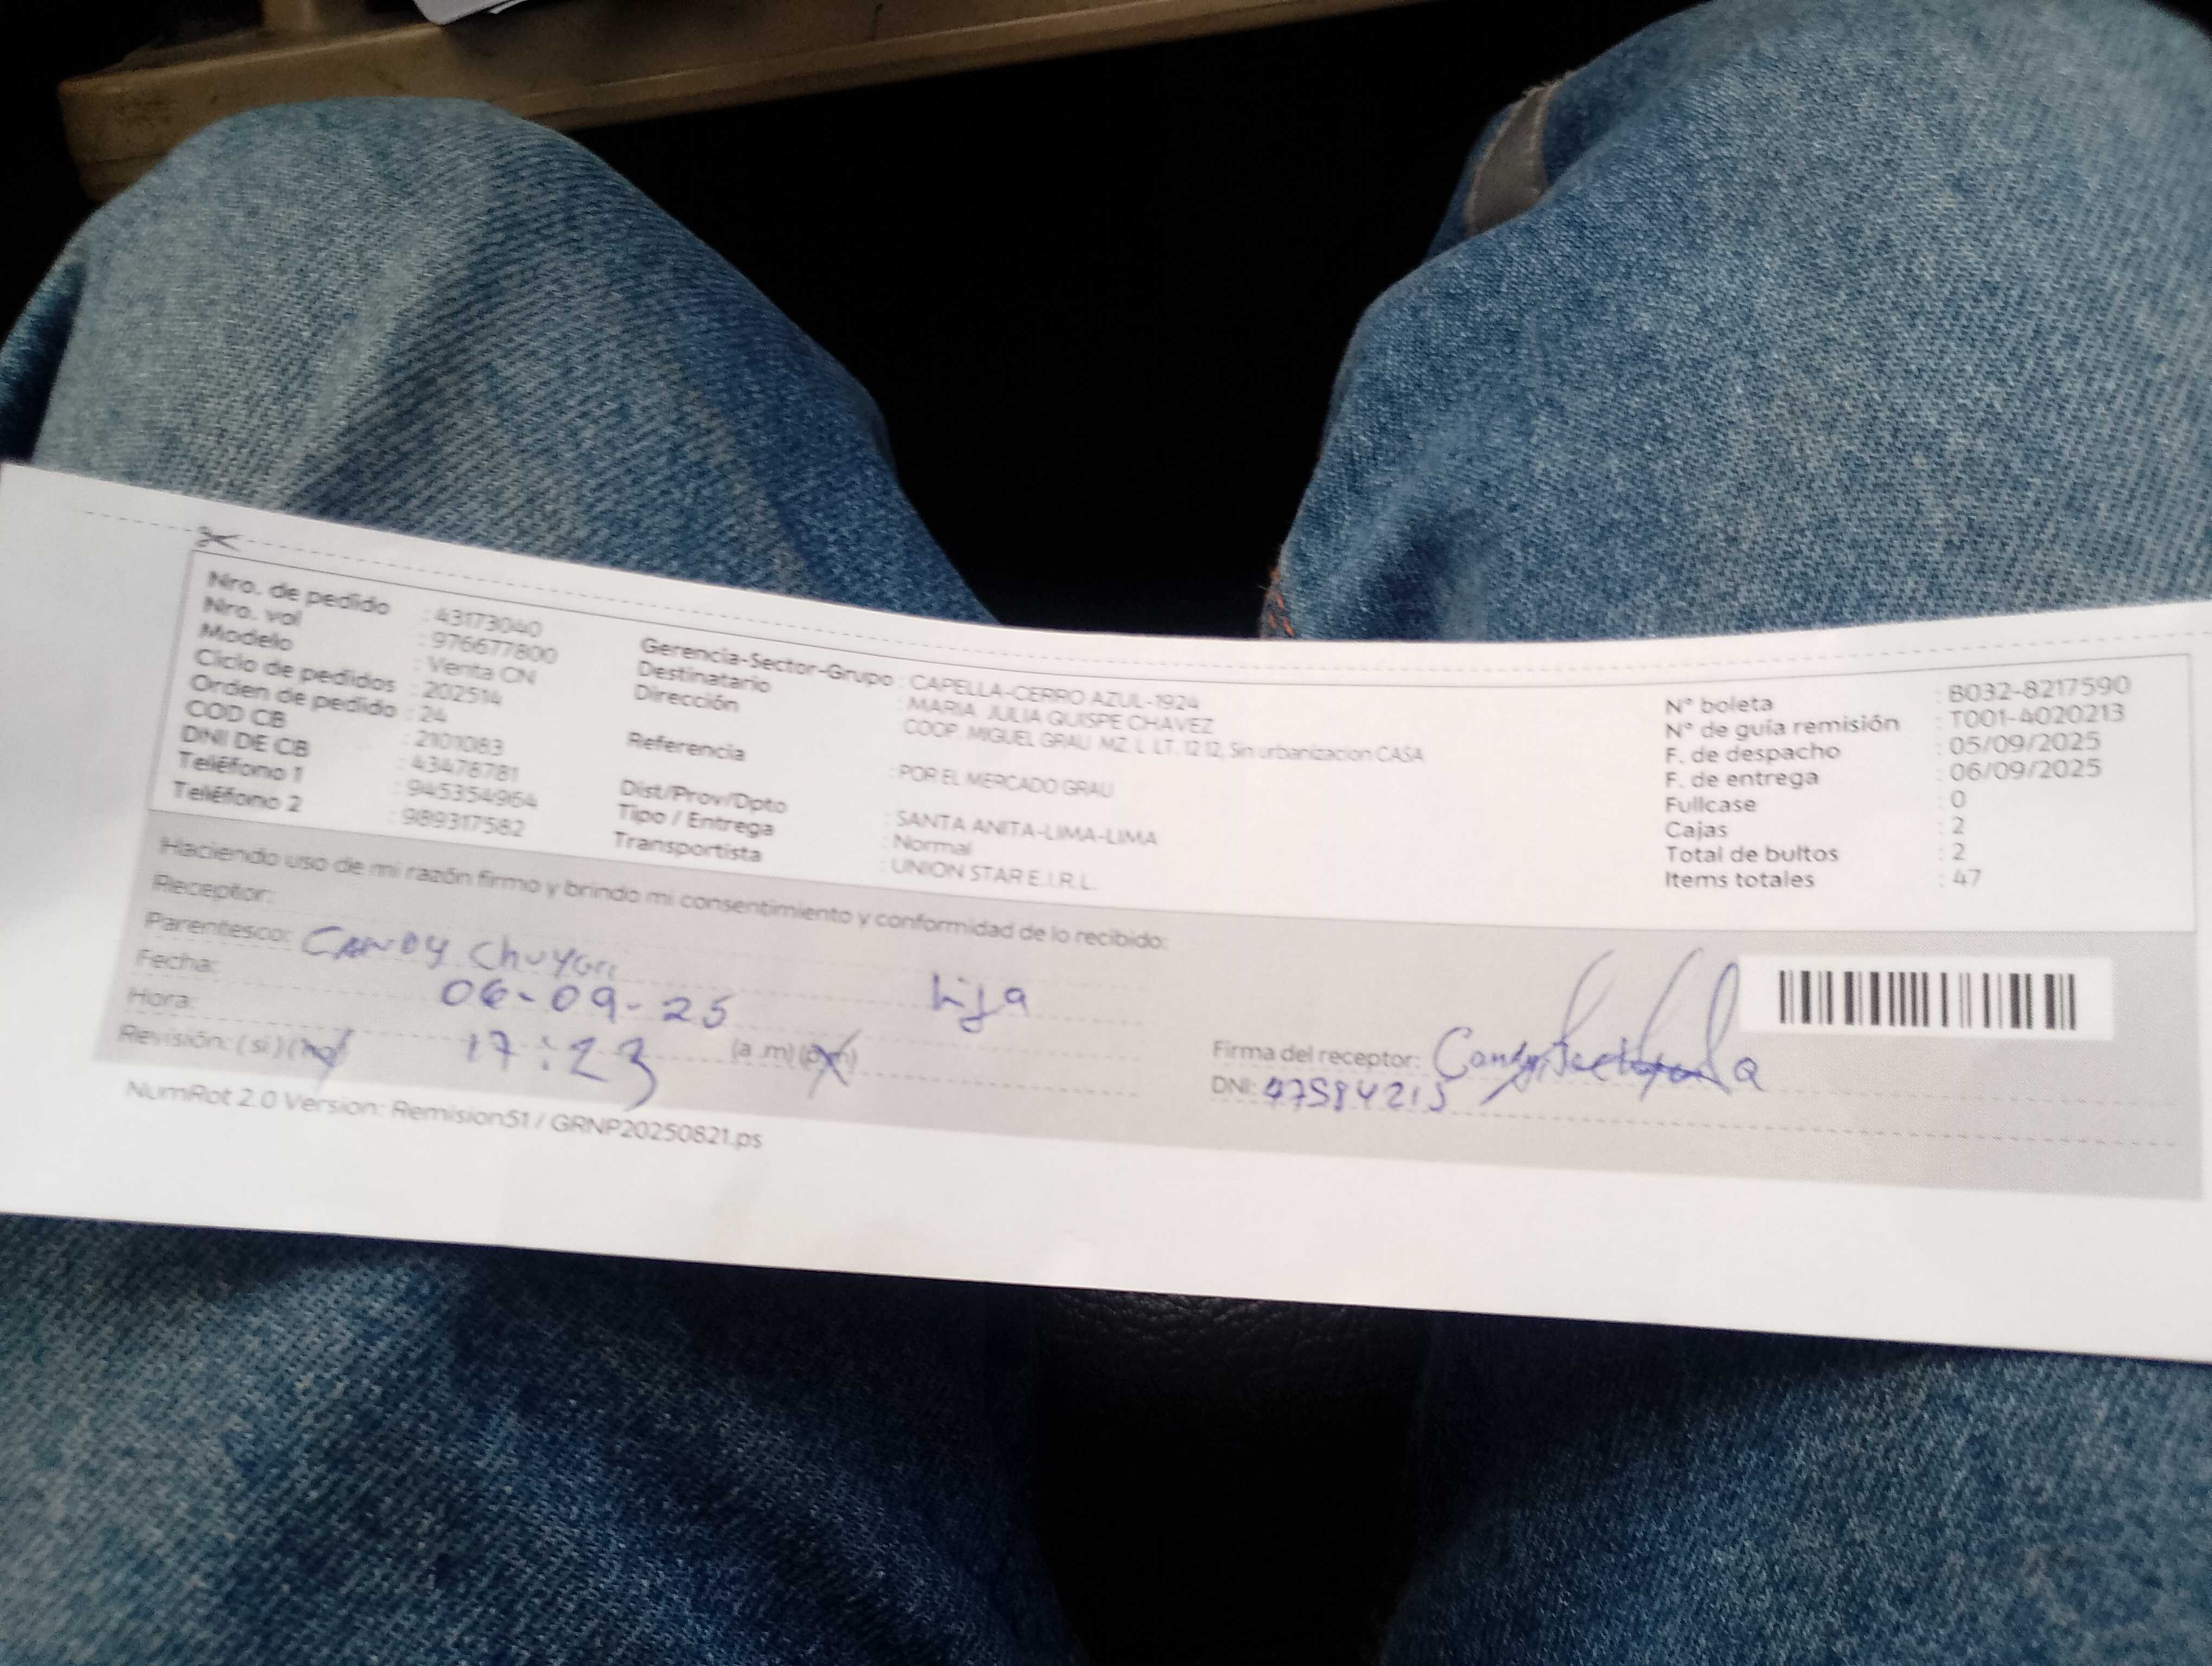 Nro. de pedido : 43173040
Nro. vol : 976677800
Modelo : Venta CN
Ciclo de pedidos : 202514
Orden de pedido : 24
COD CB : 2101083
DNI DE CB : 43478781
Teléfono 1 : 945354964
Teléfono 2 : 989317582
Gerencia-Sector-Grupo : CAPELLA-CERRO AZUL-1924
Destinatario : MARIA JULIA QUISPE CHAVEZ
Dirección : COOP. MIGUEL GRAU MZ. L LT. 12 12, Sin urbanizacion CASA
Referencia : POR EL MERCADO GRAU
Dist/Prov/Dpto : SANTA ANITA-LIMA-LIMA
Tipo / Entrega : Normal
Transportista : UNION STAR E.I.R.L.
N° boleta : B032-8217590
N° de guía remisión : T001-4020213
F. de despacho : 05/09/2025
F. de entrega : 06/09/2025
Fullcase : 0
Cajas : 2
Total de bultos : 2
Items totales : 47
Haciendo uso de mi razón firmo y brindo mi consentimiento y conformidad de lo recibido:
Receptor:
Parentesco: CANDY
Fecha: 06-09-25 hija
Hora: 17:23 (a .m) (p.m)
Revisión: ( si ) ( no )
Firma del receptor: Candy
DNI: 47584215
NumRot 2.0 Version: Remision51 / GRNP20250821.ps